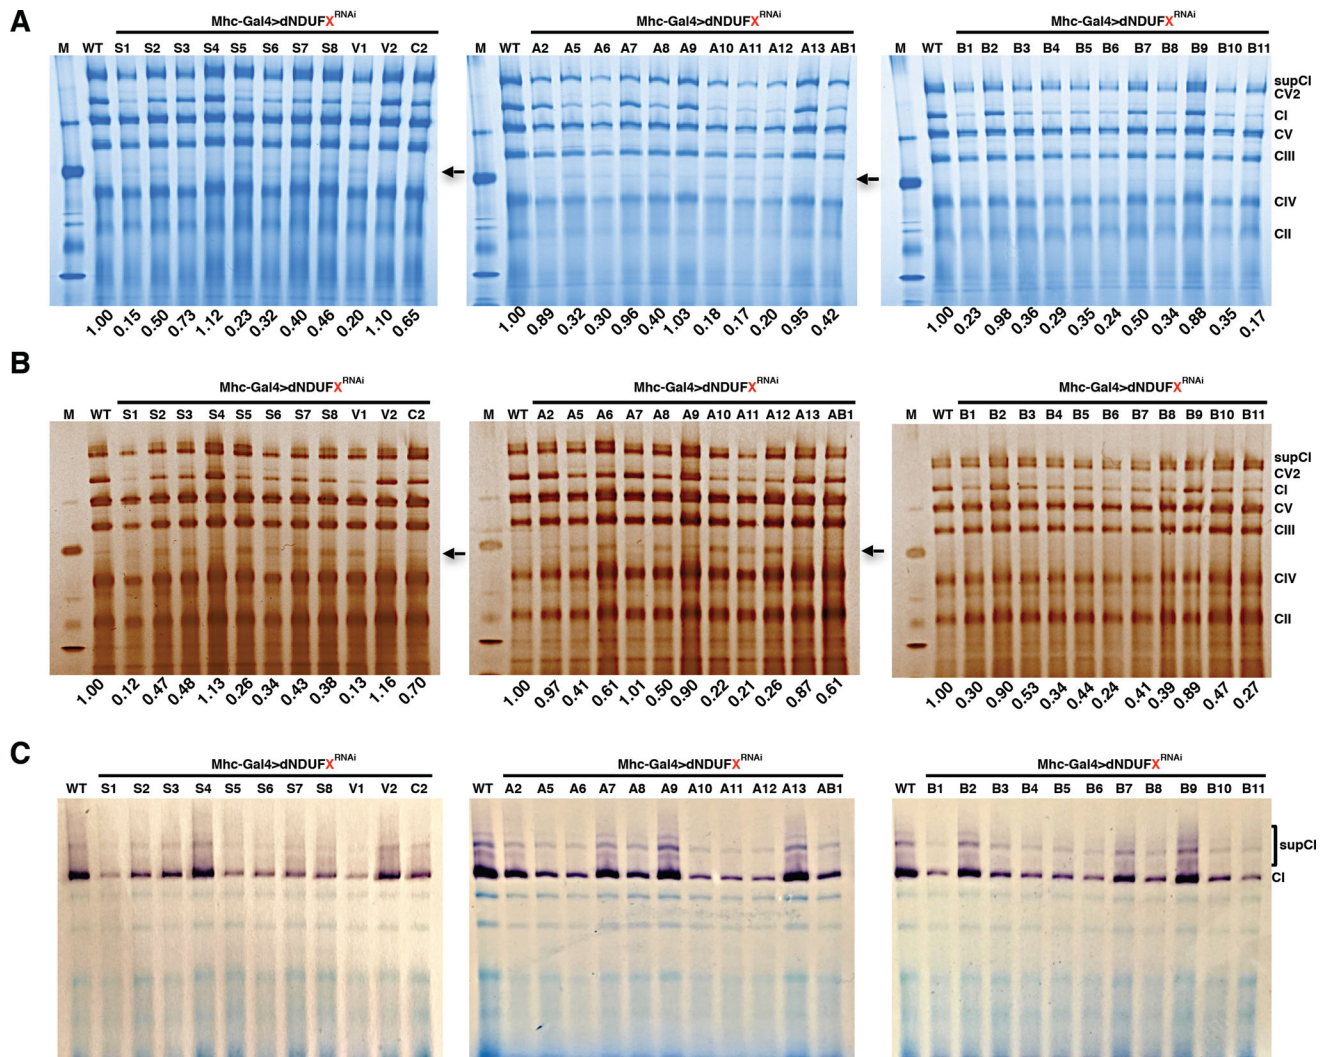 A
Mhc-Gal4>dNDUFX^RNAi Mhc-Gal4>dNDUFX^RNAi Mhc-Gal4>dNDUFX^RNAi
M WT S1 S2 S3 S4 S5 S6 S7 S8 V1 V2 C2 M WT A2 A5 A6 A7 A8 A9 A10 A11 A12 A13 AB1 M WT B1 B2 B3 B4 B5 B6 B7 B8 B9 B10 B11
supCI
CV2
CI
CV
CIII
CIV
CII
1.00 0.15 0.50 0.73 1.12 0.23 0.32 0.40 0.46 0.20 1.10 0.65 1.00 0.89 0.32 0.30 0.96 0.40 1.03 0.18 0.17 0.20 0.95 0.42 1.00 0.23 0.98 0.36 0.29 0.35 0.24 0.50 0.34 0.88 0.35 0.17
B
Mhc-Gal4>dNDUFX^RNAi Mhc-Gal4>dNDUFX^RNAi Mhc-Gal4>dNDUFX^RNAi
M WT S1 S2 S3 S4 S5 S6 S7 S8 V1 V2 C2 M WT A2 A5 A6 A7 A8 A9 A10 A11 A12 A13 AB1 M WT B1 B2 B3 B4 B5 B6 B7 B8 B9 B10 B11
supCI
CV2
CI
CV
CIII
CIV
CII
1.00 0.12 0.47 0.48 1.13 0.26 0.34 0.43 0.38 0.13 1.16 0.70 1.00 0.97 0.41 0.61 1.01 0.50 0.90 0.22 0.21 0.26 0.87 0.61 1.00 0.30 0.90 0.53 0.34 0.44 0.24 0.41 0.39 0.89 0.47 0.27
C
Mhc-Gal4>dNDUFX^RNAi Mhc-Gal4>dNDUFX^RNAi Mhc-Gal4>dNDUFX^RNAi
WT S1 S2 S3 S4 S5 S6 S7 S8 V1 V2 C2 WT A2 A5 A6 A7 A8 A9 A10 A11 A12 A13 AB1 WT B1 B2 B3 B4 B5 B6 B7 B8 B9 B10 B11
supCI
CI